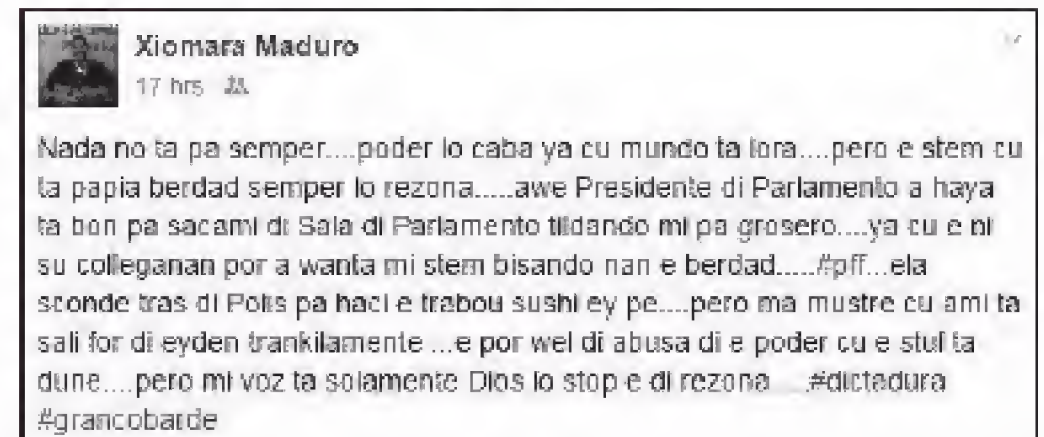 Xiomara Maduro
17 hrs
Nada no ta pa semper....poder lo caba ya cu mundo ta lora....pero e stem cu
ta papia berdad semper lo rezona.....awe Presidente di Parlamento a haya
ta bon pa sacami di Sala di Parlamento tildando mi pa grosero....ya cu e ni
su colleganan por a wanta mi stem bisando nan e berdad.....#pff...ela
sconde tras di Polis pa haci e trabou sushi ey pe....pero ma mustre cu ami ta
sali for di eyden trankilamente ...e por wel di abusa di e poder cu e stul ta
dune....pero mi voz ta solamente Dios lo stop e di rezona.....#dictadura
#grancobarde